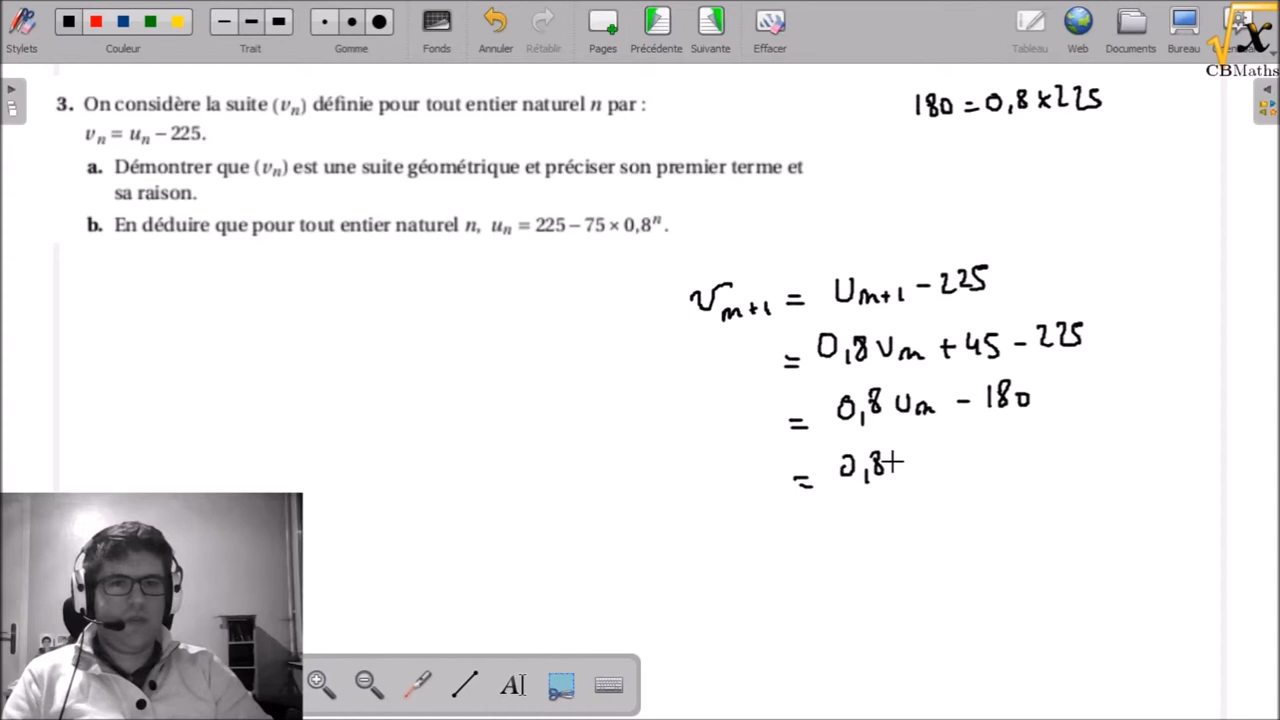 Stylets
Couleur
Trait
Gomme
Fonds
Annuler
Rétablir
Pages
Précédente
Suivante
Effacer
Tableau
Web
Documents
Bureau
CBMaths
3. On considère la suite (vₙ) définie pour tout entier naturel n par :
vₙ = uₙ − 225.
a. Démontrer que (vₙ) est une suite géométrique et préciser son premier terme et
sa raison.
b. En déduire que pour tout entier naturel n, uₙ = 225 − 75 × 0,8ⁿ.
180 = 0,8 × 225
Vₙ₊₁ = Uₙ₊₁ − 225
= 0,8 Uₙ + 45 − 225
= 0,8 Uₙ − 180
= 0,8